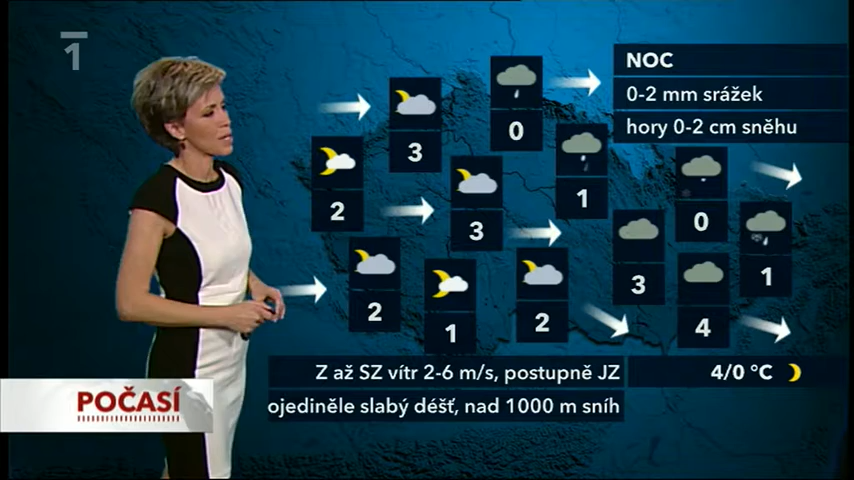 1
NOC
0-2 mm srážek
hory 0-2 cm sněhu
0
3
1
2
3
0
3
1
2
1
2
4
Z až SZ vítr 2-6 m/s, postupně JZ
4/0 °C
ojediněle slabý déšť, nad 1000 m sníh
POČASÍ